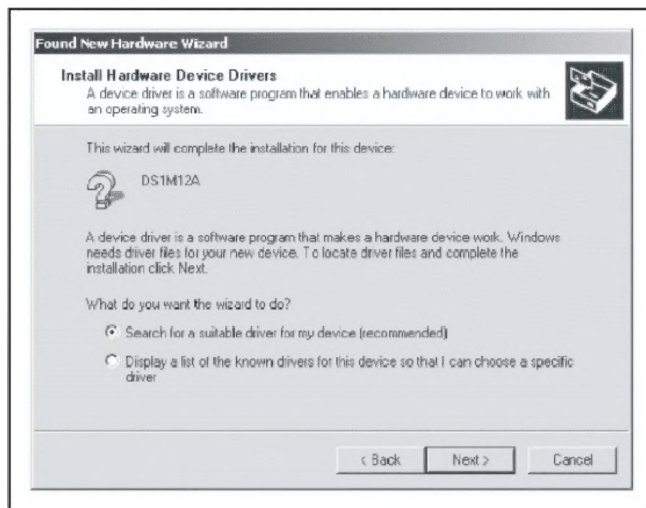 Found New Hardware Wizard
Install Hardware Device Drivers
A device driver is a software program that enables a hardware device to work with
an operating system.
This wizard will complete the installation for this device:
DS1M12A
A device driver is a software program that makes a hardware device work. Windows
needs driver files for your new device. To locate driver files and complete the
installation click Next.
What do you want the wizard to do?
Search for a suitable driver for my device (recommended)
Display a list of the known drivers for this device so that I can choose a specific
driver
< Back
Next >
Cancel